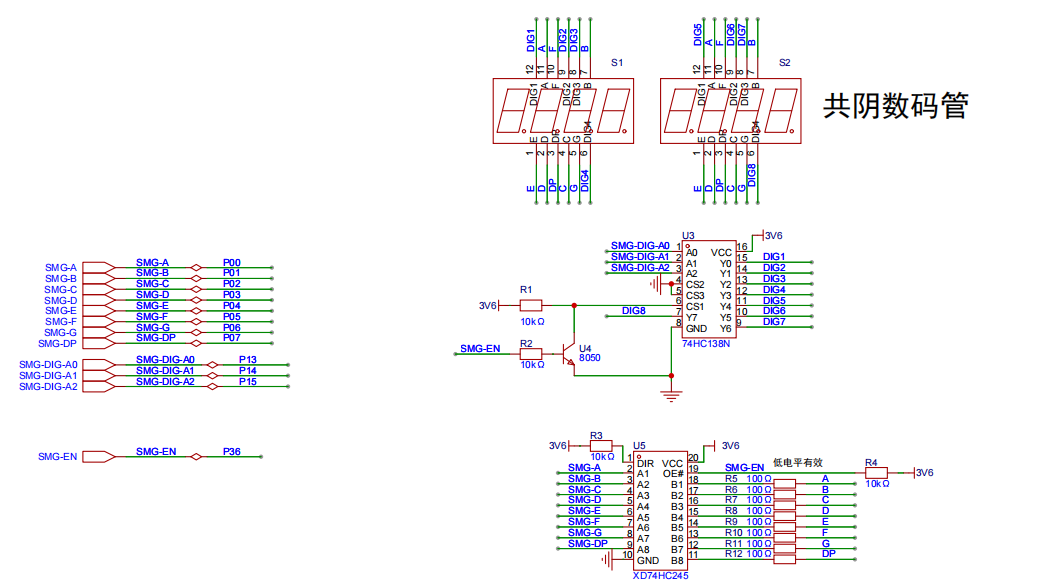 DIG1 A F DIG2 DIG3 B
12 11 10 9 8 7
S1
DIG1 A F DIG2 DIG3 B
E D DP C G DIG4
1 2 3 4 5 6
E D DP C G DIG4
DIG5 A F DIG6 DIG7 B
12 11 10 9 8 7
S2
DIG1 A F DIG2 DIG3 B
E D DP C G DIG4
1 2 3 4 5 6
E D DP C G DIG8
共阴数码管
SMG-A SMG-A P00
SMG-B SMG-B P01
SMG-C SMG-C P02
SMG-D SMG-D P03
SMG-E SMG-E P04
SMG-F SMG-F P05
SMG-G SMG-G P06
SMG-DP SMG-DP P07
SMG-DIG-A0 SMG-DIG-A0 P13
SMG-DIG-A1 SMG-DIG-A1 P14
SMG-DIG-A2 SMG-DIG-A2 P15
SMG-EN SMG-EN P36
U3
3V6
SMG-DIG-A0 1 A0 VCC 16
SMG-DIG-A1 2 A1 Y0 15 DIG1
SMG-DIG-A2 3 A2 Y1 14 DIG2
4 CS2 Y2 13 DIG3
5 CS3 Y3 12 DIG4
6 CS1 Y4 11 DIG5
DIG8 7 Y7 Y5 10 DIG6
8 GND Y6 9 DIG7
74HC138N
R1
3V6
10kΩ
SMG-EN
R2
10kΩ
U4
8050
R3
3V6
10kΩ
U5
3V6
1 DIR VCC 20
SMG-A 2 A1 OE# 19 SMG-EN
低电平有效
R4
10kΩ
3V6
SMG-B 3 A2 B1 18 R5 100Ω A
SMG-C 4 A3 B2 17 R6 100Ω B
SMG-D 5 A4 B3 16 R7 100Ω C
SMG-E 6 A5 B4 15 R8 100Ω D
SMG-F 7 A6 B5 14 R9 100Ω E
SMG-G 8 A7 B6 13 R10 100Ω F
SMG-DP 9 A8 B7 12 R11 100Ω G
10 GND B8 11 R12 100Ω DP
XD74HC245